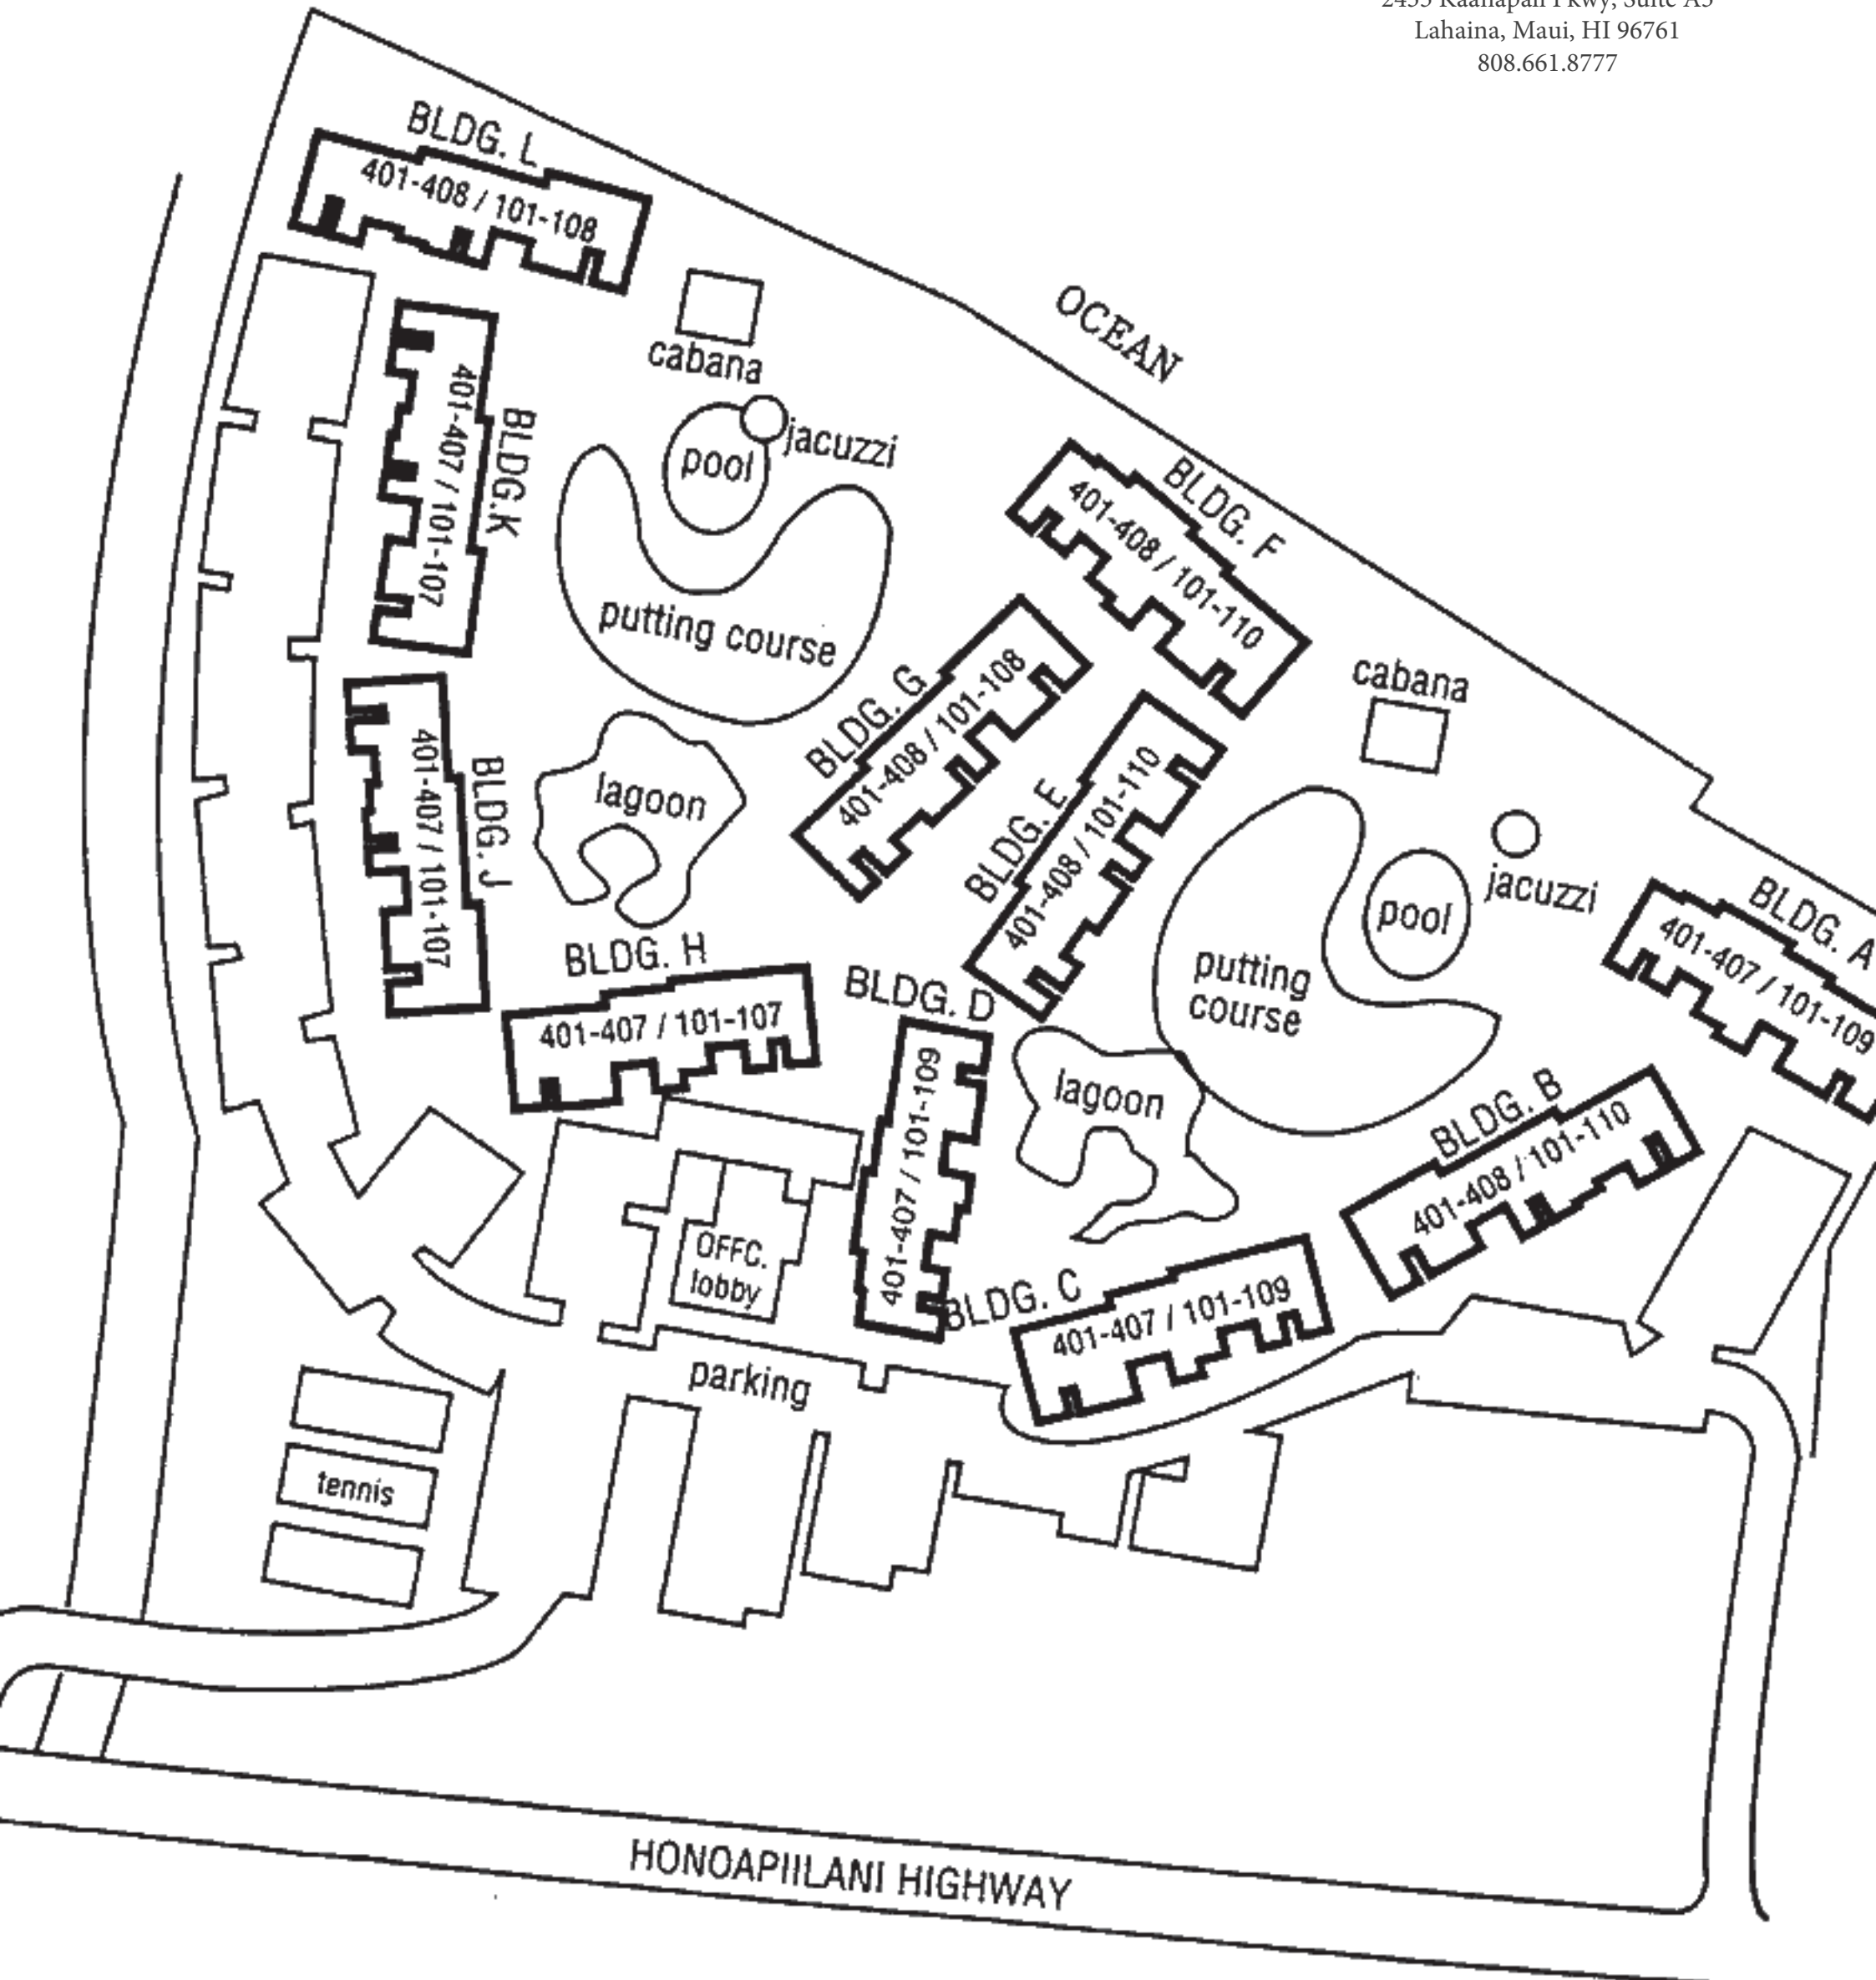 Lahaina, Maui, HI 96761
808.661.8777
BLDG. L
401-408 / 101-108
OCEAN
cabana
jacuzzi
pool
BLDG.K
401-407 / 101-107
putting course
BLDG. F
401-408 / 101-110
BLDG. G
401-408 / 101-108
cabana
BLDG. J
401-407 / 101-107
lagoon
BLDG. E
401-408 / 101-110
jacuzzi
pool
BLDG. A
401-407 / 101-109
putting
course
BLDG. H
401-407 / 101-107
BLDG. D
401-407 / 101-109
lagoon
BLDG. B
401-408 / 101-110
OFFC.
lobby
BLDG. C
401-407 / 101-109
parking
tennis
HONOAPIILANI HIGHWAY